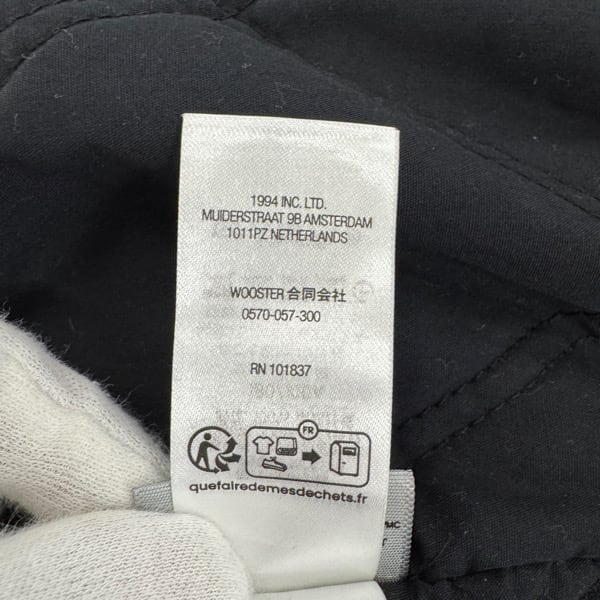 1994 INC. LTD.
MUIDERSTRAAT 9B AMSTERDAM
1011PZ NETHERLANDS
WOOSTER 合同会社
0570-057-300
RN 101837
FR
quefairedemesdechets.fr